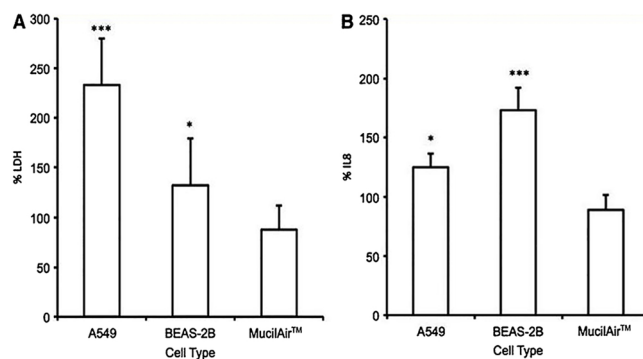 A
300
250
200
150
100
50
0
% LDH
***
*
A549 BEAS-2B MucilAir™
Cell Type
B
250
200
150
100
50
0
% IL8
*
***
A549 BEAS-2B MucilAir™
Cell Type